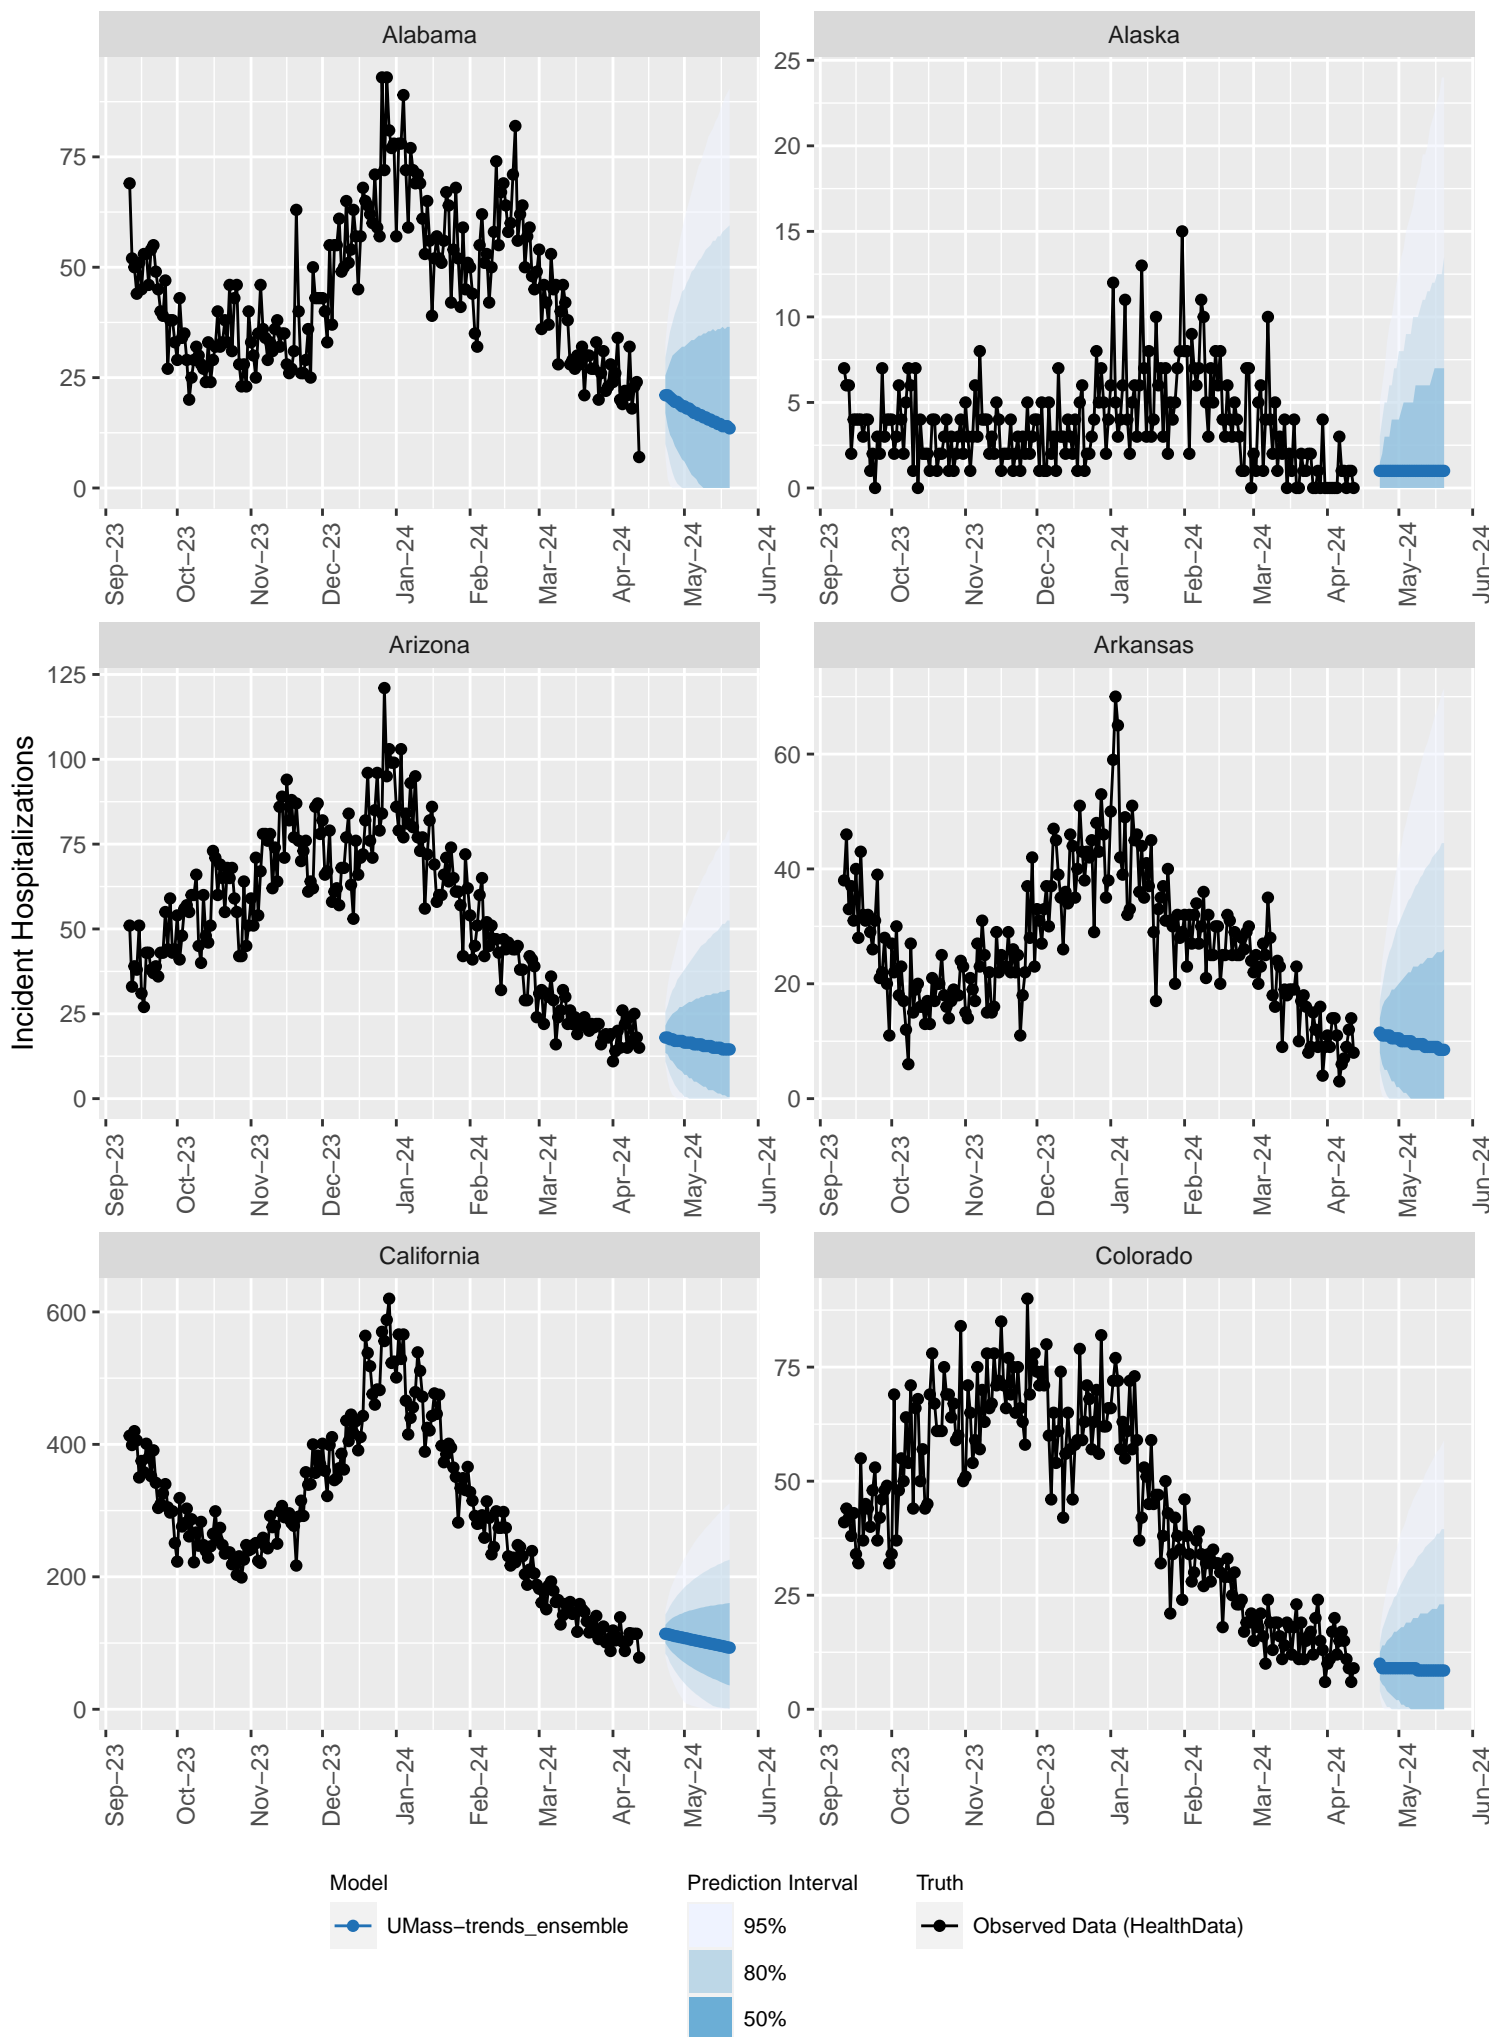 Alabama
Alaska
75
50
25
0
25
20
15
10
5
0
Sep−23
Oct−23
Nov−23
Dec−23
Jan−24
Feb−24
Mar−24
Apr−24
May−24
Jun−24
Sep−23
Oct−23
Nov−23
Dec−23
Jan−24
Feb−24
Mar−24
Apr−24
May−24
Jun−24
Incident Hospitalizations
Arizona
Arkansas
125
100
75
50
25
0
60
40
20
0
Sep−23
Oct−23
Nov−23
Dec−23
Jan−24
Feb−24
Mar−24
Apr−24
May−24
Jun−24
Sep−23
Oct−23
Nov−23
Dec−23
Jan−24
Feb−24
Mar−24
Apr−24
May−24
Jun−24
California
Colorado
600
400
200
0
75
50
25
0
Sep−23
Oct−23
Nov−23
Dec−23
Jan−24
Feb−24
Mar−24
Apr−24
May−24
Jun−24
Sep−23
Oct−23
Nov−23
Dec−23
Jan−24
Feb−24
Mar−24
Apr−24
May−24
Jun−24
Model
UMass−trends_ensemble
Prediction Interval
95%
80%
50%
Truth
Observed Data (HealthData)